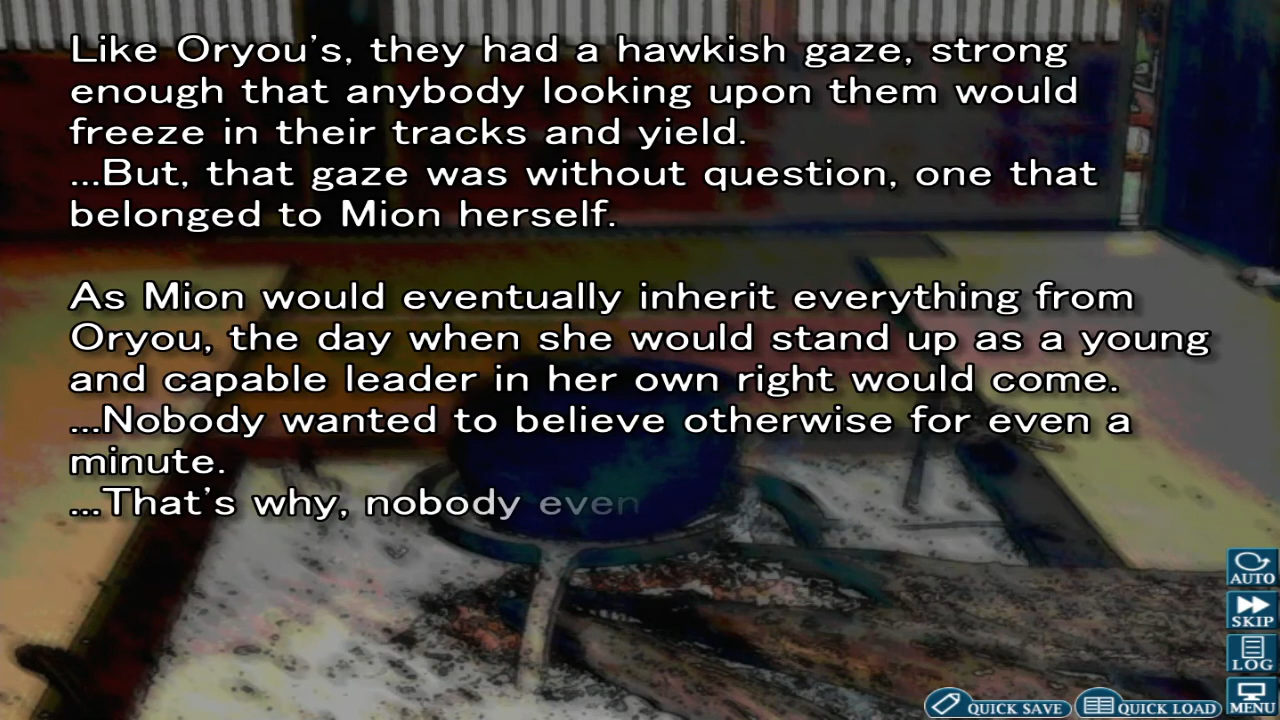 Like Oryou's, they had a hawkish gaze, strong
enough that anybody looking upon them would
freeze in their tracks and yield.
...But, that gaze was without question, one that
belonged to Mion herself.
As Mion would eventually inherit everything from
Oryou, the day when she would stand up as a young
and capable leader in her own right would come.
...Nobody wanted to believe otherwise for even a
minute.
...That's why, nobody even
AUTO
SKIP
LOG
QUICK SAVE
QUICK LOAD
MENU